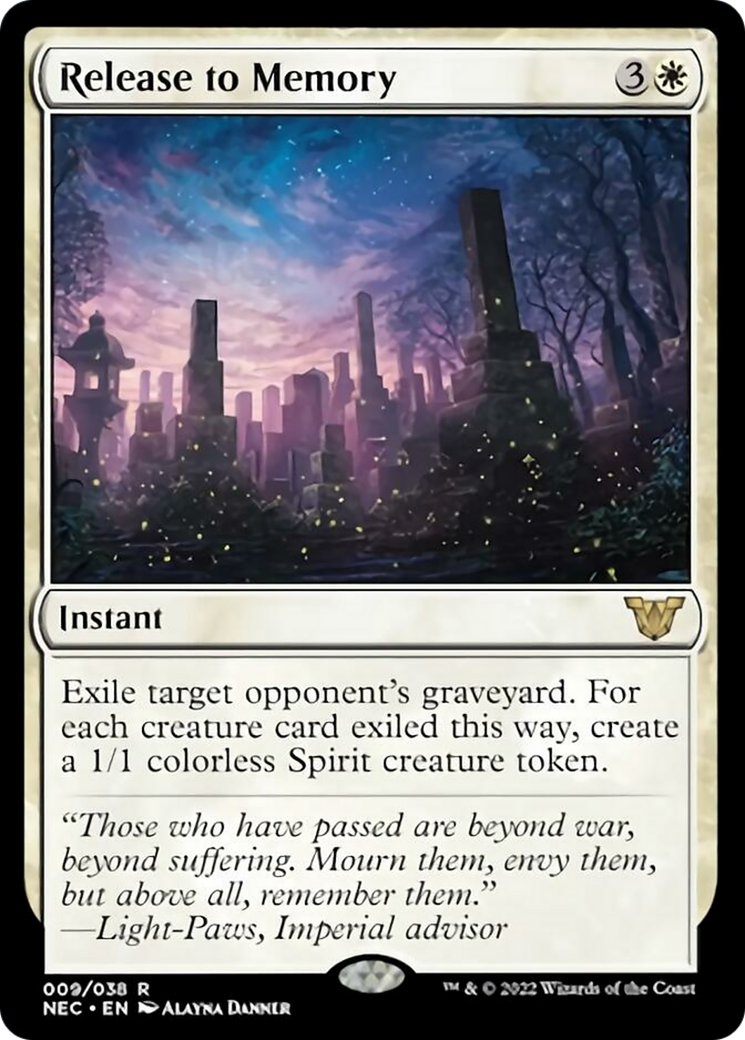 Release to Memory 3
Instant
Exile target opponent's graveyard. For
each creature card exiled this way, create
a 1/1 colorless Spirit creature token.
“Those who have passed are beyond war,
beyond suffering. Mourn them, envy them,
but above all, remember them.”
—Light-Paws, Imperial advisor
009/038 R
NEC • EN Alayna Danner
™ & © 2022 Wizards of the Coast